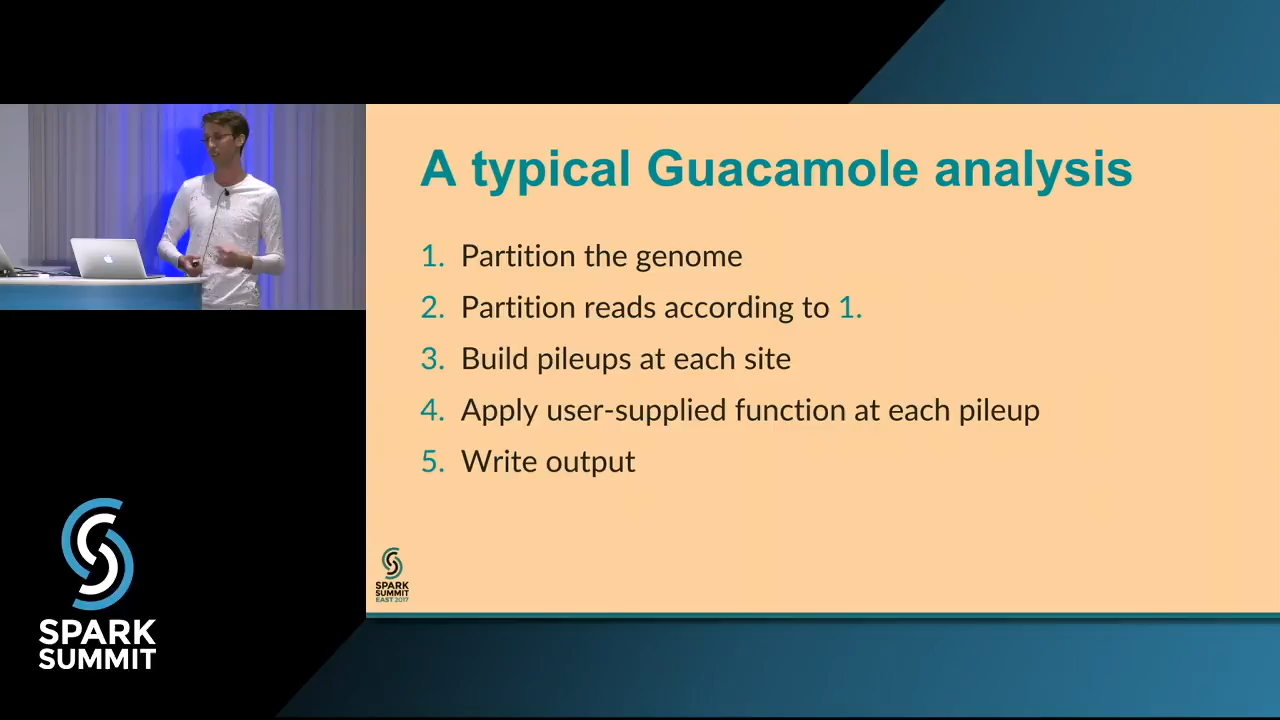 A typical Guacamole analysis
1. Partition the genome
2. Partition reads according to 1.
3. Build pileups at each site
4. Apply user-supplied function at each pileup
5. Write output
SPARK
SUMMIT
EAST 2017
SPARK
SUMMIT